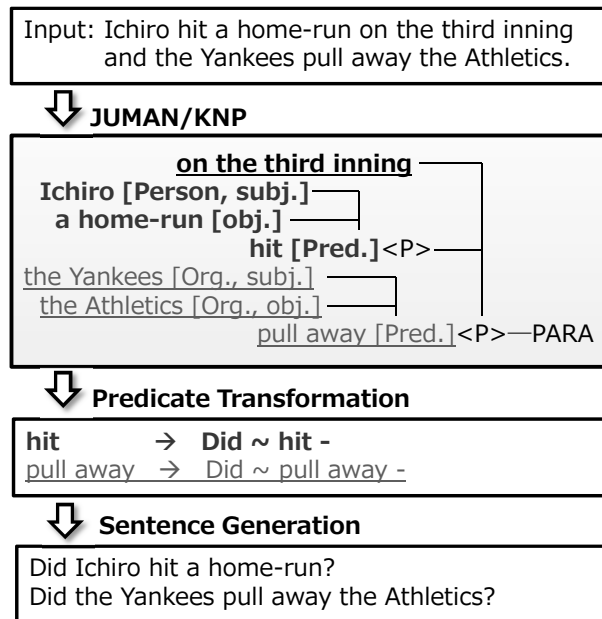 Input: Ichiro hit a home-run on the third inning
and the Yankees pull away the Athletics.
JUMAN/KNP
on the third inning
Ichiro [Person, subj.]
a home-run [obj.]
hit [Pred.]<P>
the Yankees [Org., subj.]
the Athletics [Org., obj.]
pull away [Pred.]<P>—PARA
Predicate Transformation
hit → Did ~ hit -
pull away → Did ~ pull away -
Sentence Generation
Did Ichiro hit a home-run?
Did the Yankees pull away the Athletics?